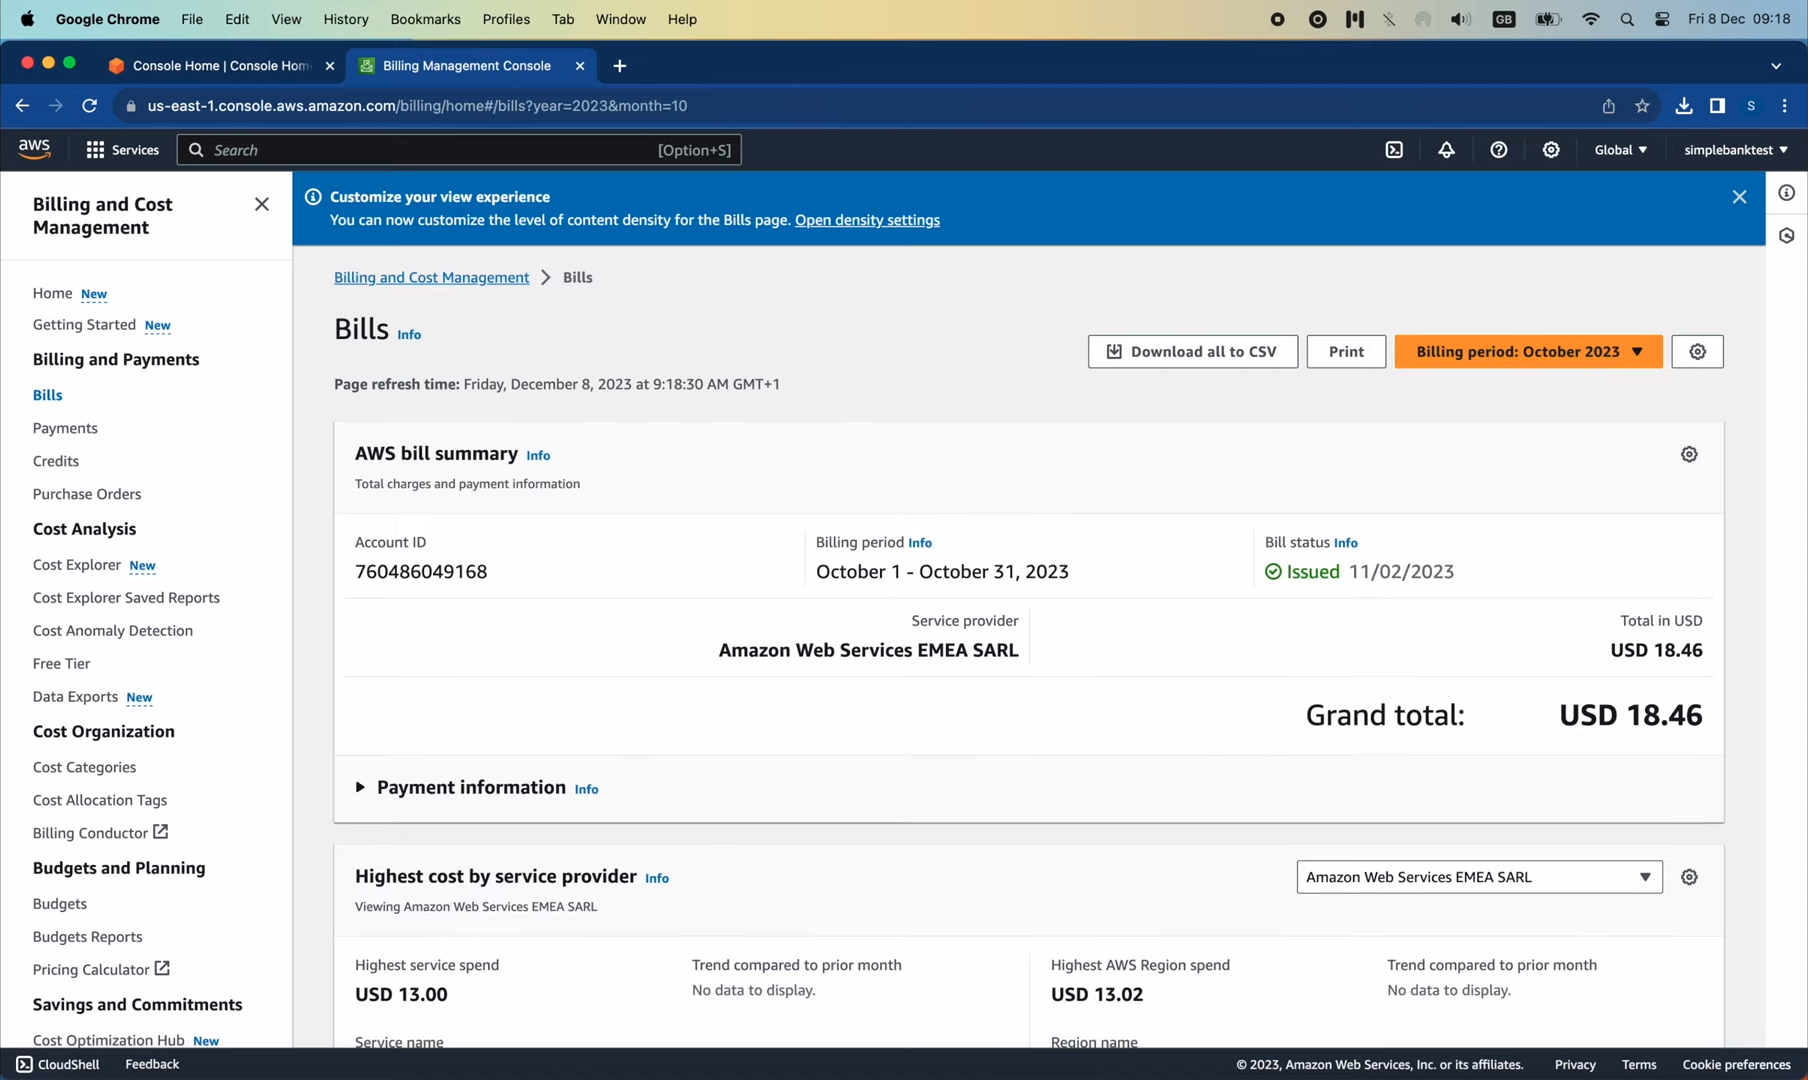 Google Chrome File Edit View History Bookmarks Profiles Tab Window Help GB Fri 8 Dec 09:18
Console Home | Console Hom Billing Management Console
us-east-1.console.aws.amazon.com/billing/home#/bills?year=2023&month=10 S
aws Services Search [Option+S] Global simplebanktest
Billing and Cost
Management
Home New
Getting Started New
Billing and Payments
Bills
Payments
Credits
Purchase Orders
Cost Analysis
Cost Explorer New
Cost Explorer Saved Reports
Cost Anomaly Detection
Free Tier
Data Exports New
Cost Organization
Cost Categories
Cost Allocation Tags
Billing Conductor
Budgets and Planning
Budgets
Budgets Reports
Pricing Calculator
Savings and Commitments
Cost Optimization Hub New
Customize your view experience
You can now customize the level of content density for the Bills page. Open density settings
Billing and Cost Management > Bills
Bills Info
Download all to CSV Print Billing period: October 2023
Page refresh time: Friday, December 8, 2023 at 9:18:30 AM GMT+1
AWS bill summary Info
Total charges and payment information
Account ID Billing period Info Bill status Info
760486049168 October 1 - October 31, 2023 Issued 11/02/2023
Service provider Total in USD
Amazon Web Services EMEA SARL USD 18.46
Grand total: USD 18.46
Payment information Info
Highest cost by service provider Info Amazon Web Services EMEA SARL
Viewing Amazon Web Services EMEA SARL
Highest service spend Trend compared to prior month Highest AWS Region spend Trend compared to prior month
USD 13.00 No data to display. USD 13.02 No data to display.
Service name Region name
CloudShell Feedback © 2023, Amazon Web Services, Inc. or its affiliates. Privacy Terms Cookie preferences